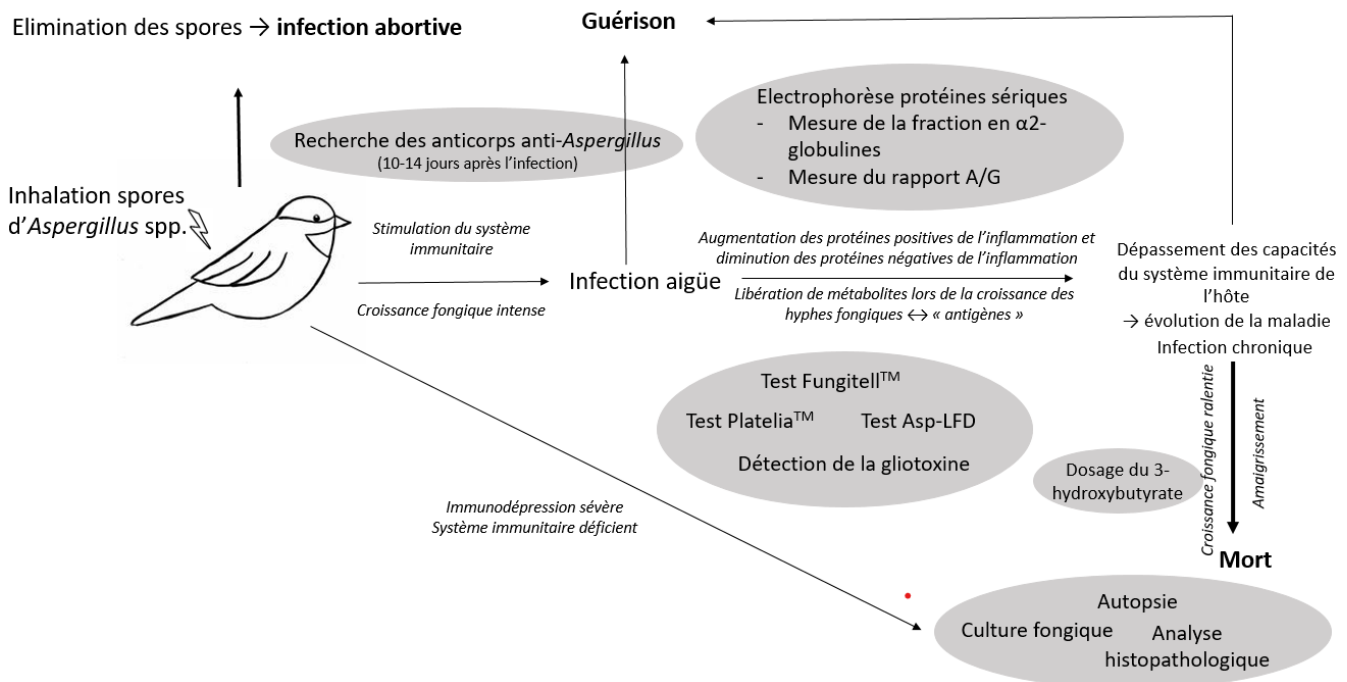 Elimination des spores → infection abortive
Guérison
Electrophorèse protéines sériques
- Mesure de la fraction en α2-
globulines
- Mesure du rapport A/G
Recherche des anticorps anti-Aspergillus
(10-14 jours après l'infection)
Inhalation spores
d'Aspergillus spp.
Stimulation du système
immunitaire
Croissance fongique intense
Infection aigüe
Augmentation des protéines positives de l'inflammation et
diminution des protéines négatives de l'inflammation
Libération de métabolites lors de la croissance des
hyphes fongiques ↔ « antigènes »
Dépassement des capacités
du système immunitaire de
l'hôte
→ évolution de la maladie
Infection chronique
Test Fungitell™
Test Platelia™ Test Asp-LFD
Détection de la gliotoxine
Dosage du 3-
hydroxybutyrate
Croissance fongique ralentie
Amaigrissement
Immunodépression sévère
Système immunitaire déficient
Mort
Autopsie
Culture fongique Analyse
histopathologique